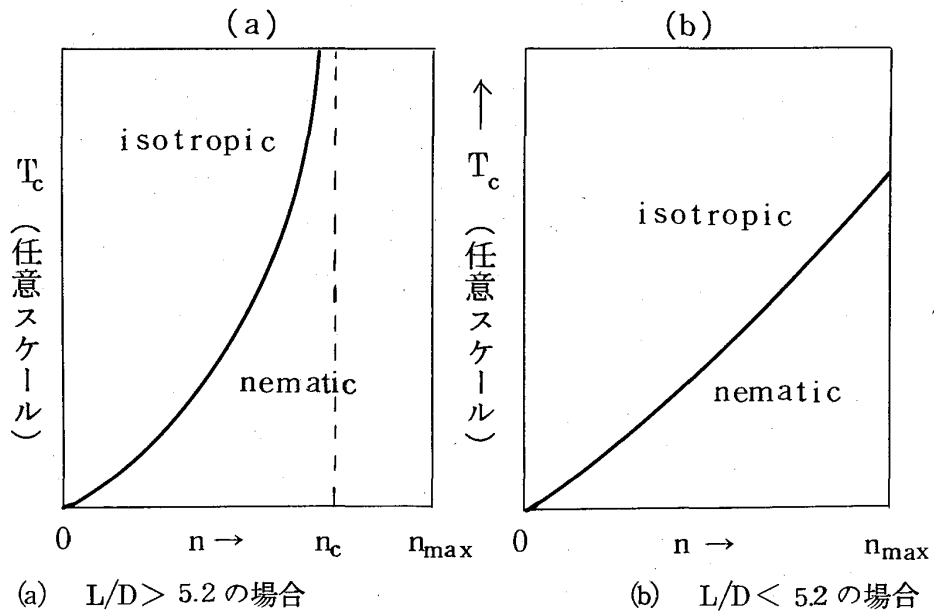 (a)
isotropic
nematic
T_c (任意スケール)
0 n → n_c n_max
(a) L/D > 5.2 の場合
(b)
isotropic
nematic
↑ T_c (任意スケール)
0 n → n_max
(b) L/D < 5.2 の場合